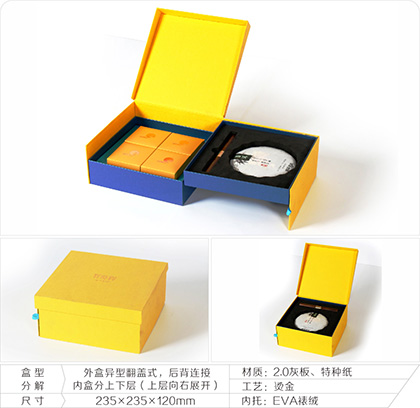 盒型
外盒异型翻盖式，后背连接
材质：2.0灰板、特种纸
分解
内盒分上下层（上层向右展开）
工艺：烫金
尺寸
235×235×120mm
内托：EVA裱绒